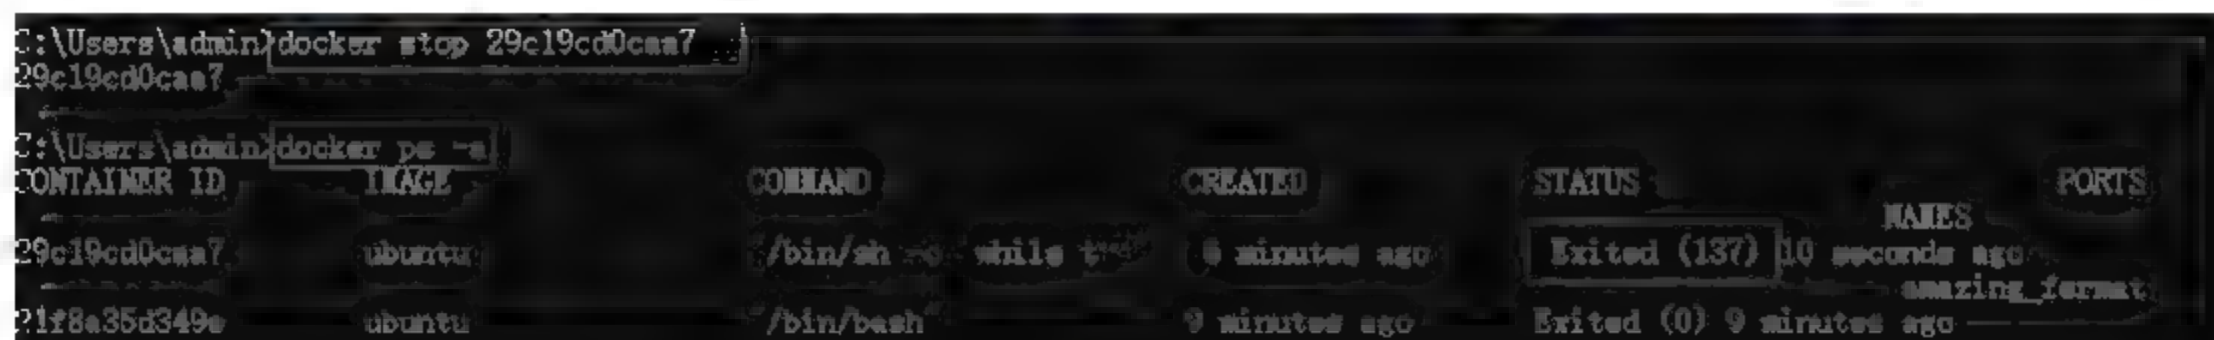 C:\Users\admin>docker stop 29c19cd0caa7
29c19cd0caa7
C:\Users\admin>docker ps -a
CONTAINER ID IMAGE COMMAND CREATED STATUS PORTS
NAMES
29c19cd0caa7 ubuntu "/bin/sh -c while t minutes ago Exited (137) 10 seconds ago
amazing_fermat
21f8a35d349e ubuntu "/bin/bash" 9 minutes ago Exited (0) 9 minutes ago